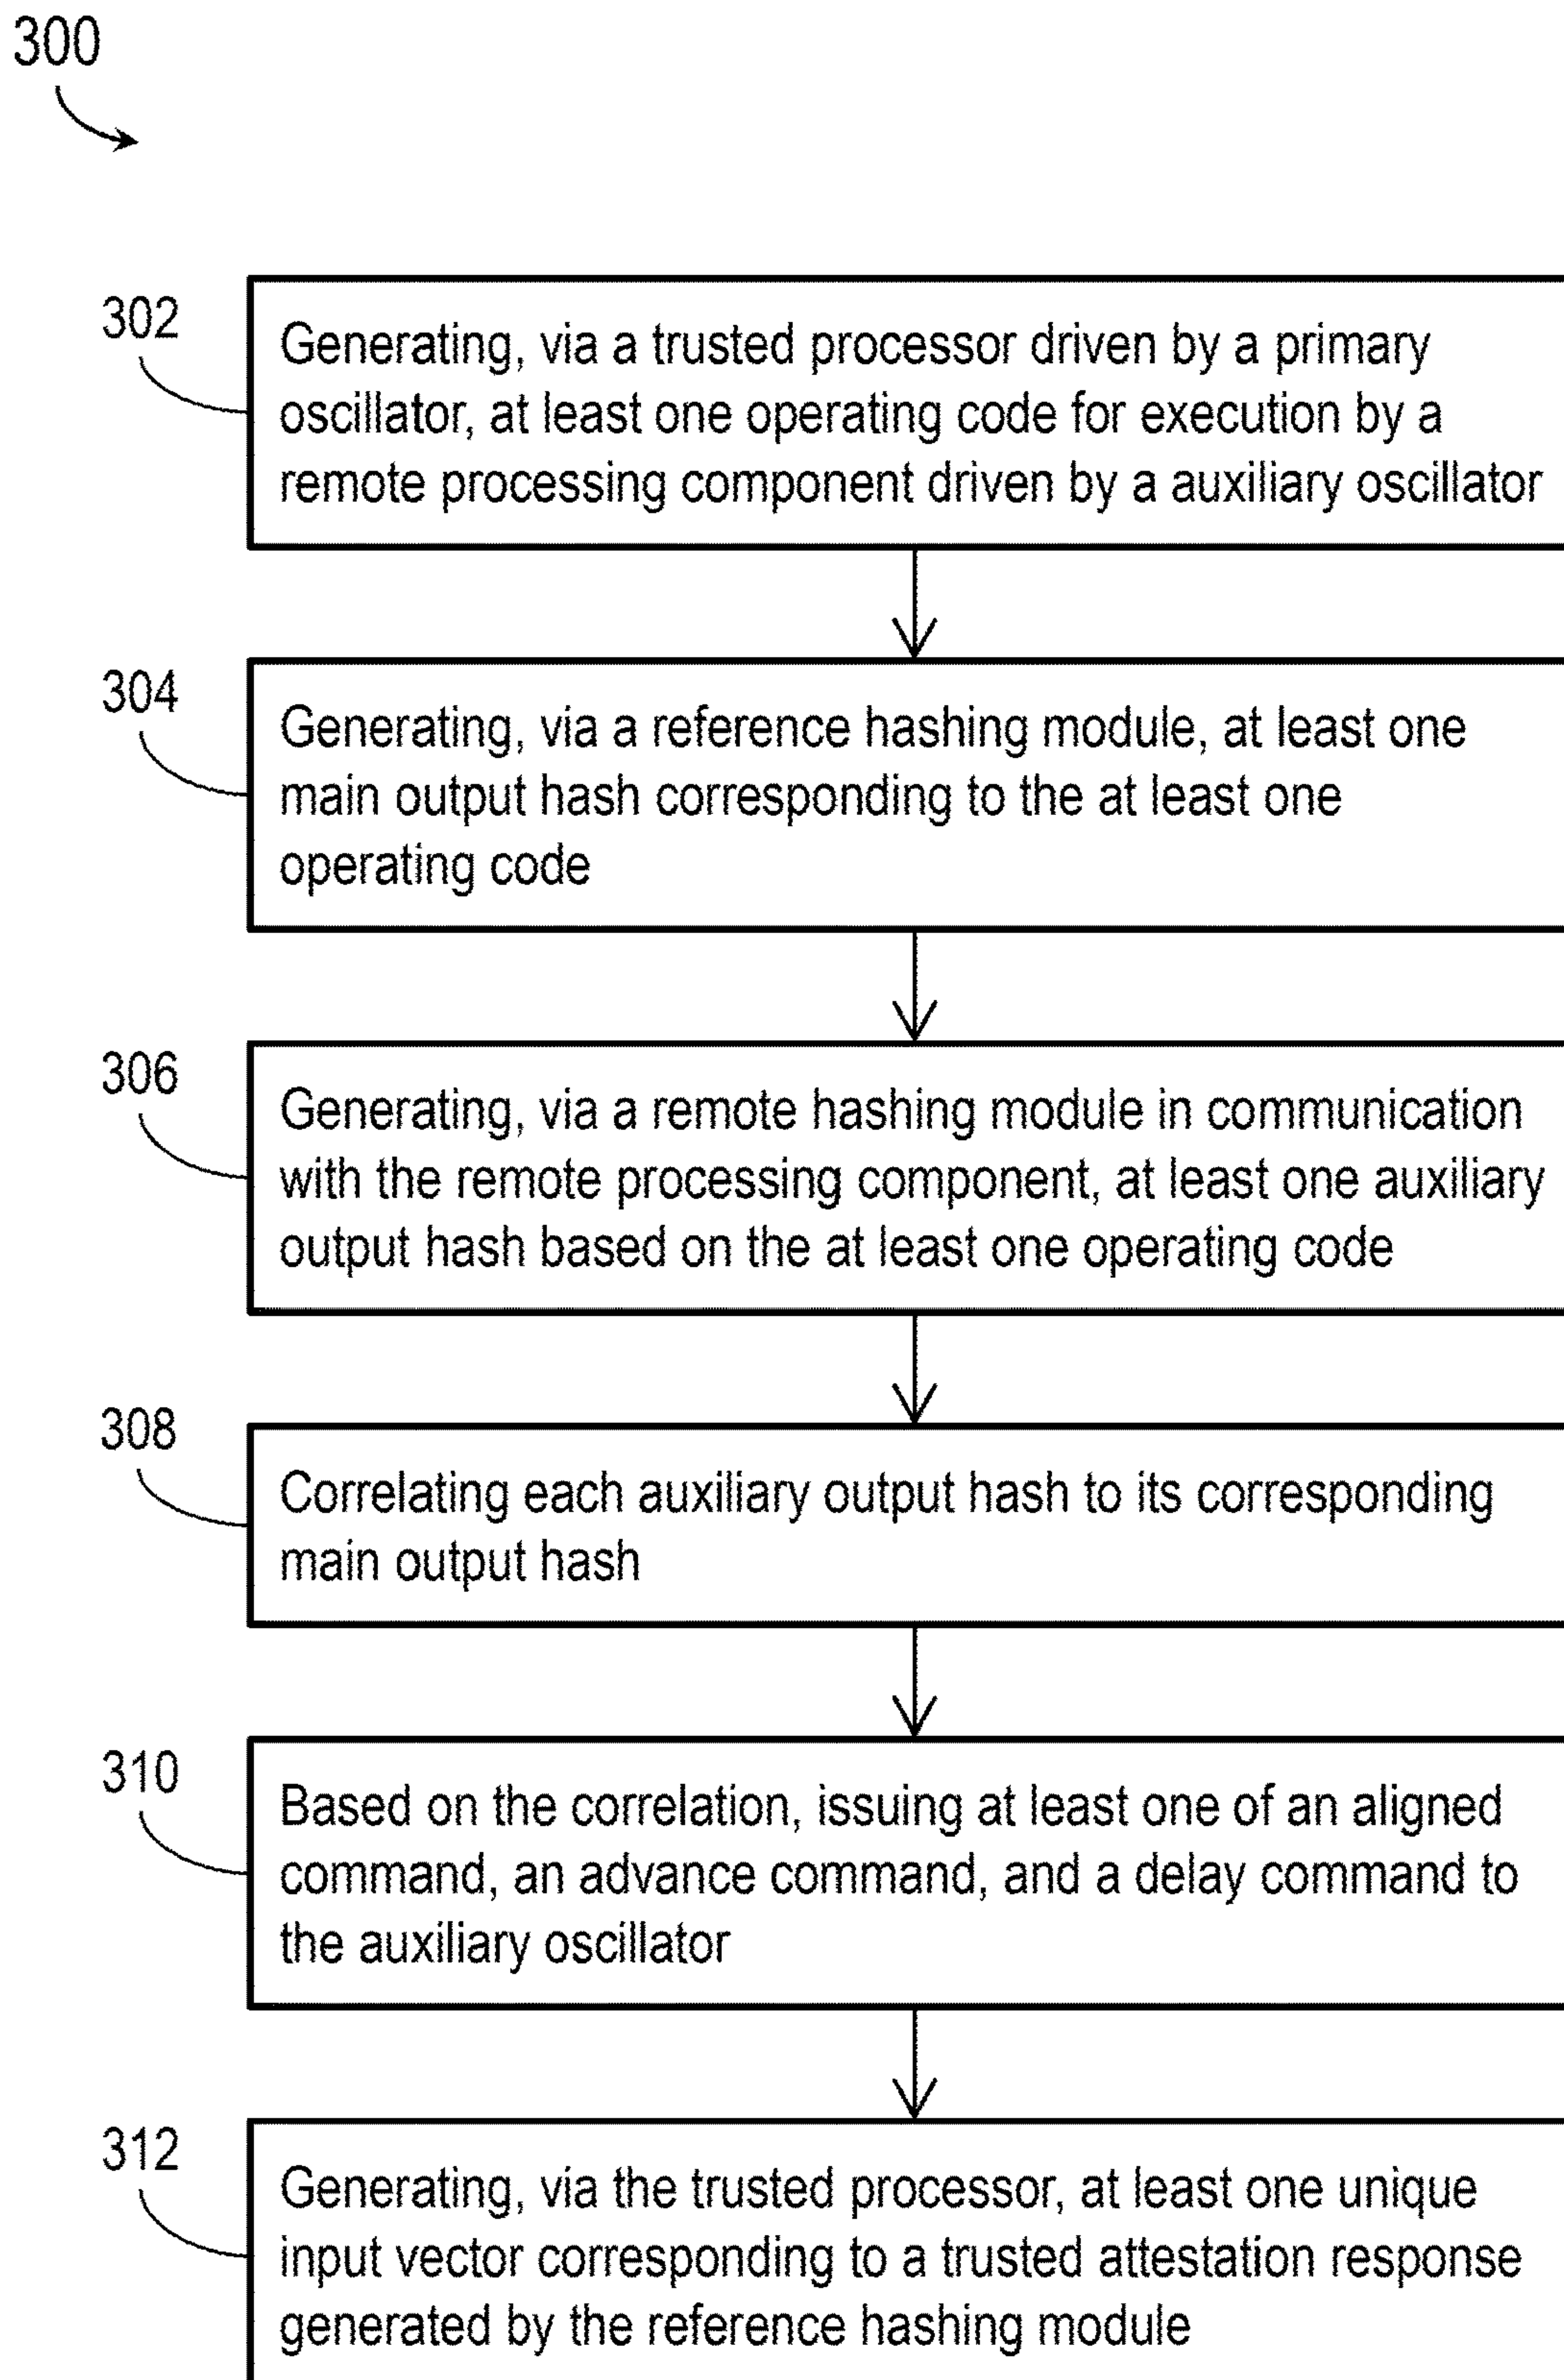 300
302
Generating, via a trusted processor driven by a primary
oscillator, at least one operating code for execution by a
remote processing component driven by a auxiliary oscillator
304
Generating, via a reference hashing module, at least one
main output hash corresponding to the at least one
operating code
306
Generating, via a remote hashing module in communication
with the remote processing component, at least one auxiliary
output hash based on the at least one operating code
308
Correlating each auxiliary output hash to its corresponding
main output hash
310
Based on the correlation, issuing at least one of an aligned
command, an advance command, and a delay command to
the auxiliary oscillator
312
Generating, via the trusted processor, at least one unique
input vector corresponding to a trusted attestation response
generated by the reference hashing module